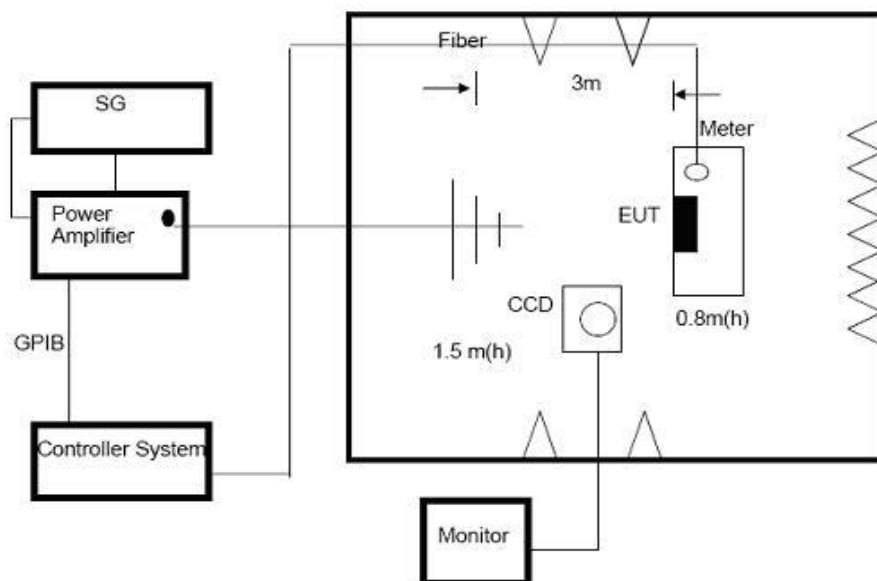 Fiber
3m
SG
Meter
Power
Amplifier
EUT
CCD
0.8m(h)
GPIB
1.5 m(h)
Controller System
Monitor